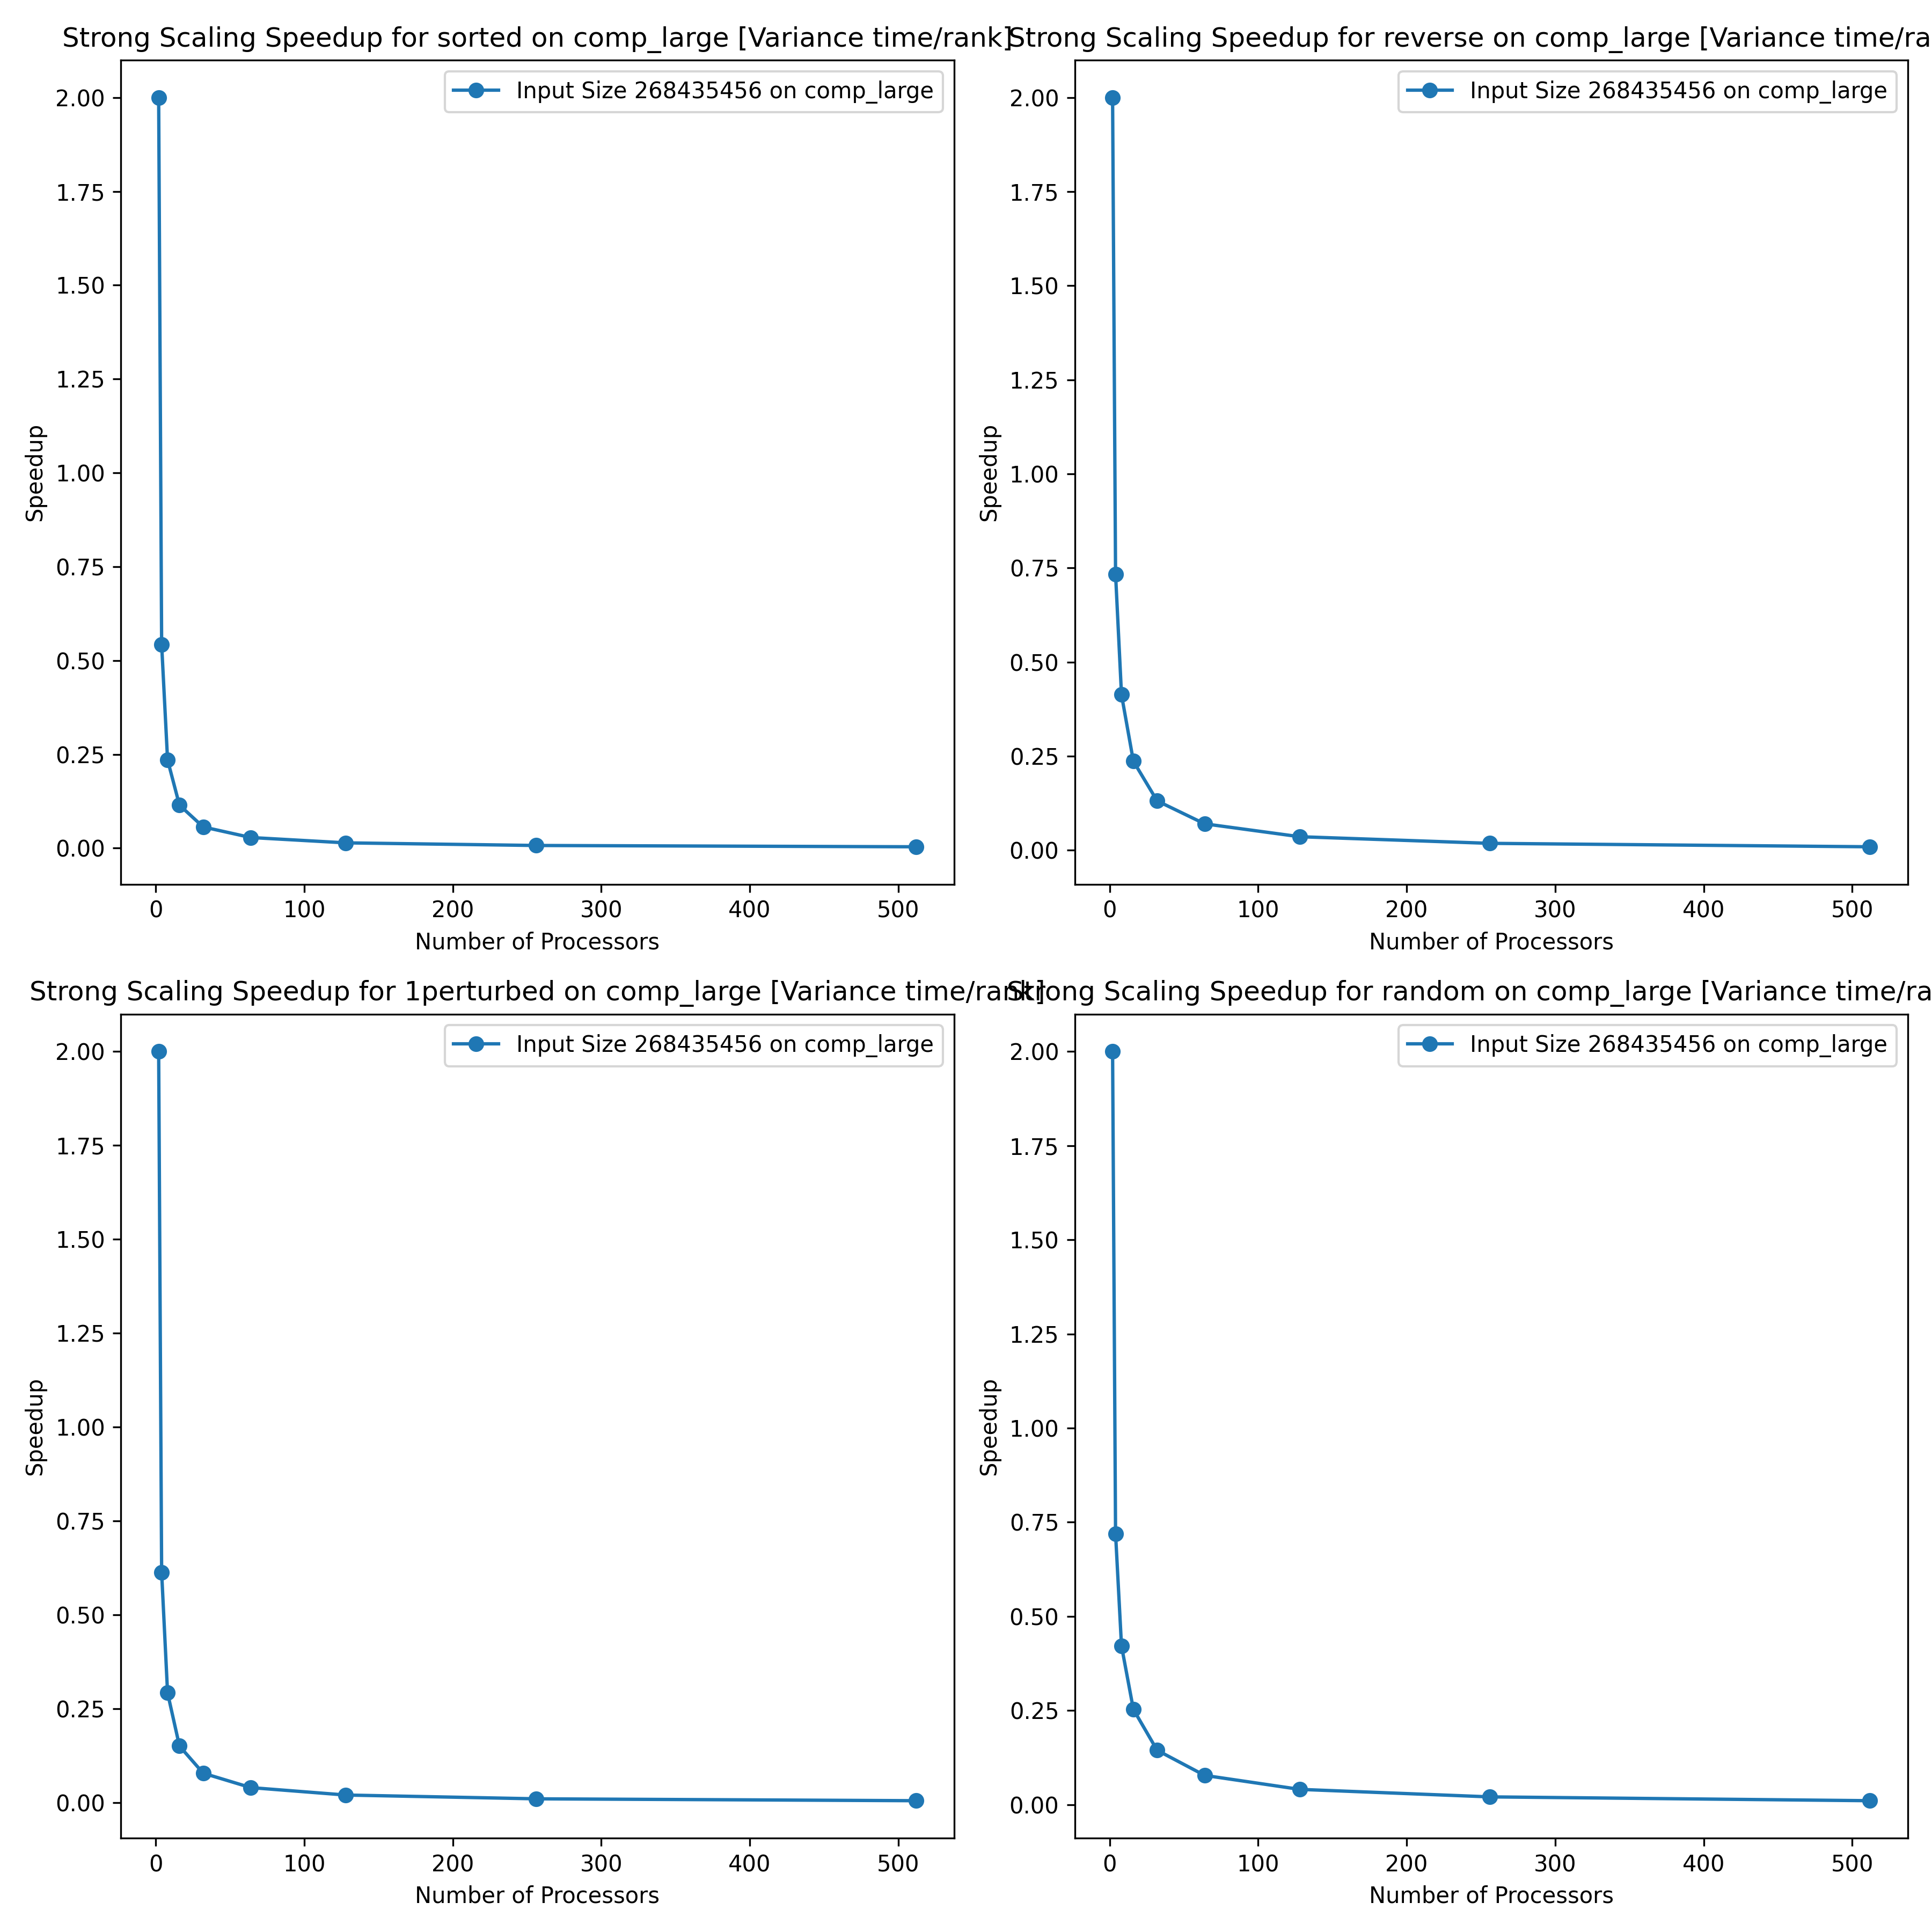 Strong Scaling Speedup for sorted on comp_large [Variance time/rank]
Input Size 268435456 on comp_large
2.00
1.75
1.50
1.25
1.00
0.75
0.50
0.25
0.00
Speedup
0 100 200 300 400 500
Number of Processors
Strong Scaling Speedup for reverse on comp_large [Variance time/ra
Input Size 268435456 on comp_large
2.00
1.75
1.50
1.25
1.00
0.75
0.50
0.25
0.00
Speedup
0 100 200 300 400 500
Number of Processors
Strong Scaling Speedup for 1perturbed on comp_large [Variance time/rank]
Input Size 268435456 on comp_large
2.00
1.75
1.50
1.25
1.00
0.75
0.50
0.25
0.00
Speedup
0 100 200 300 400 500
Number of Processors
Strong Scaling Speedup for random on comp_large [Variance time/ra
Input Size 268435456 on comp_large
2.00
1.75
1.50
1.25
1.00
0.75
0.50
0.25
0.00
Speedup
0 100 200 300 400 500
Number of Processors